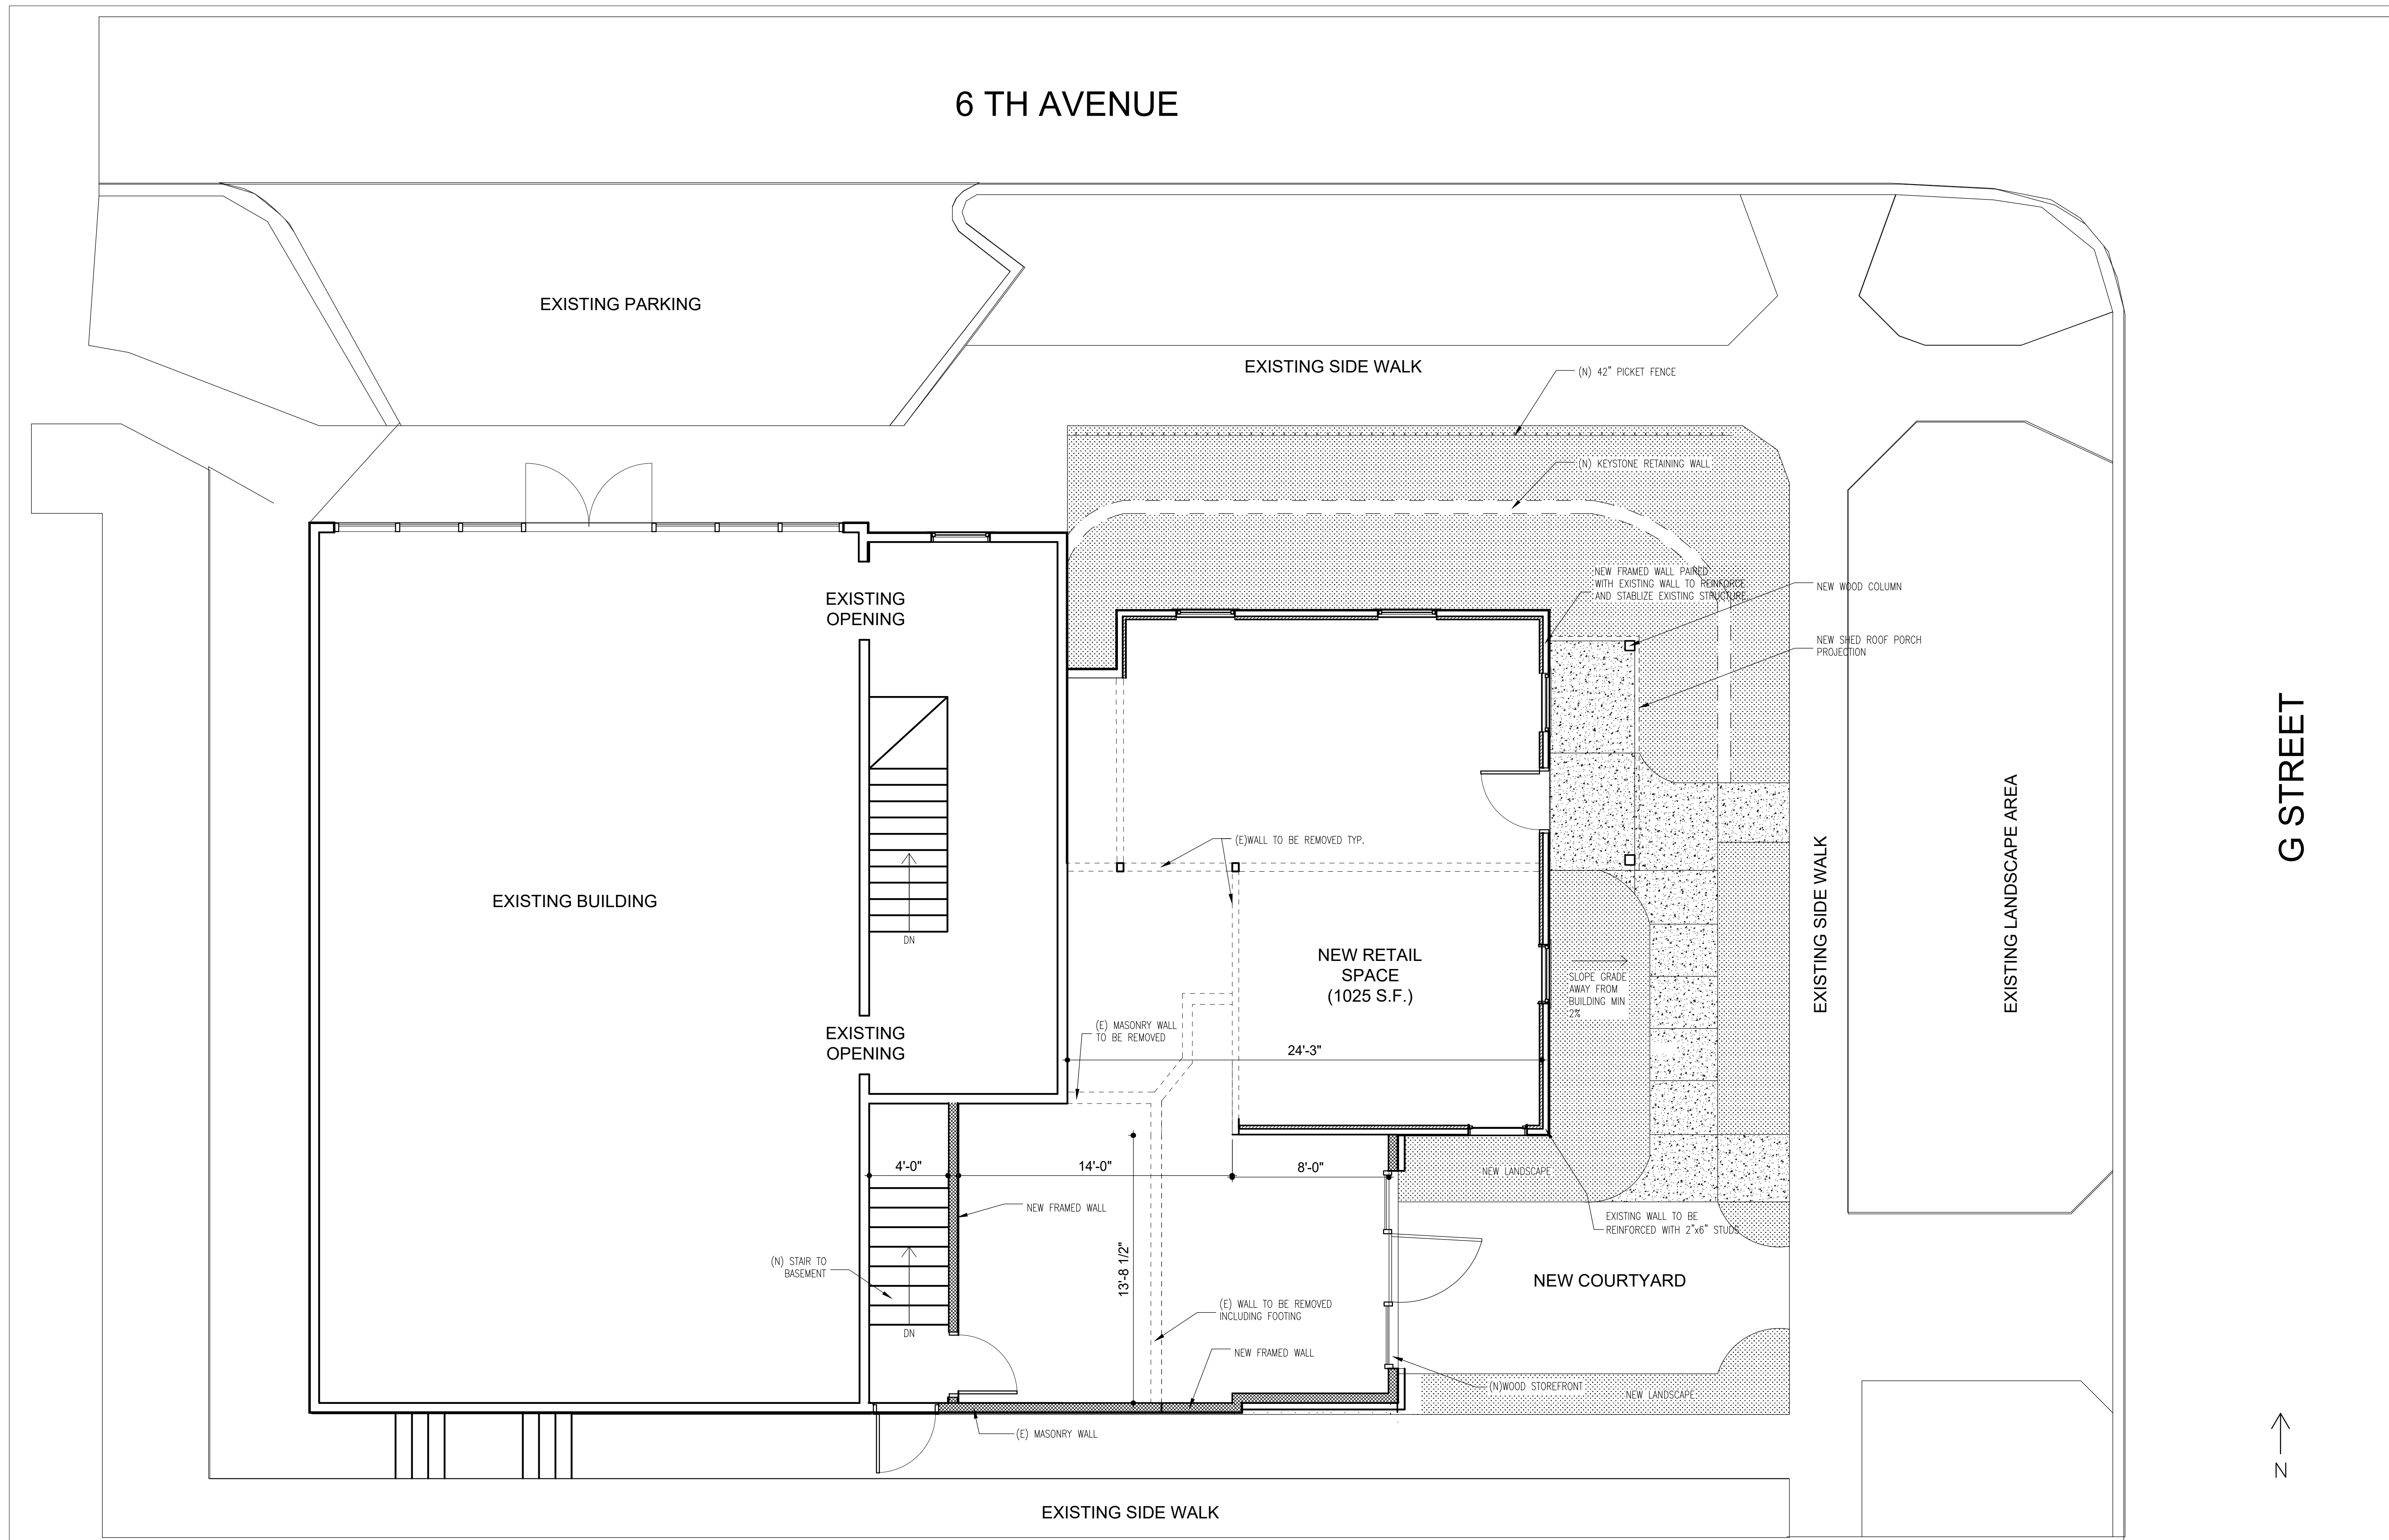 6 TH AVENUE
EXISTING PARKING
EXISTING SIDE WALK
(N) 42" PICKET FENCE
(N) KEYSTONE RETAINING WALL
NEW FRAMED WALL PAIRED
WITH EXISTING WALL TO REINFORCE
AND STABLIZE EXISTING STRUCTURE
NEW WOOD COLUMN
NEW SHED ROOF PORCH
PROJECTION
EXISTING
OPENING
G STREET
EXISTING LANDSCAPE AREA
EXISTING SIDE WALK
(E)WALL TO BE REMOVED TYP.
EXISTING BUILDING
DN
NEW RETAIL
SPACE
(1025 S.F.)
SLOPE GRADE
AWAY FROM
BUILDING MIN
2%
EXISTING
OPENING
(E) MASONRY WALL
TO BE REMOVED
24'-3"
4'-0"
14'-0"
8'-0"
NEW LANDSCAPE
NEW FRAMED WALL
EXISTING WALL TO BE
REINFORCED WITH 2"x6" STUDS
13'-8 1/2"
(N) STAIR TO
BASEMENT
NEW COURTYARD
(E) WALL TO BE REMOVED
INCLUDING FOOTING
DN
NEW FRAMED WALL
(N)WOOD STOREFRONT
NEW LANDSCAPE
(E) MASONRY WALL
N
EXISTING SIDE WALK